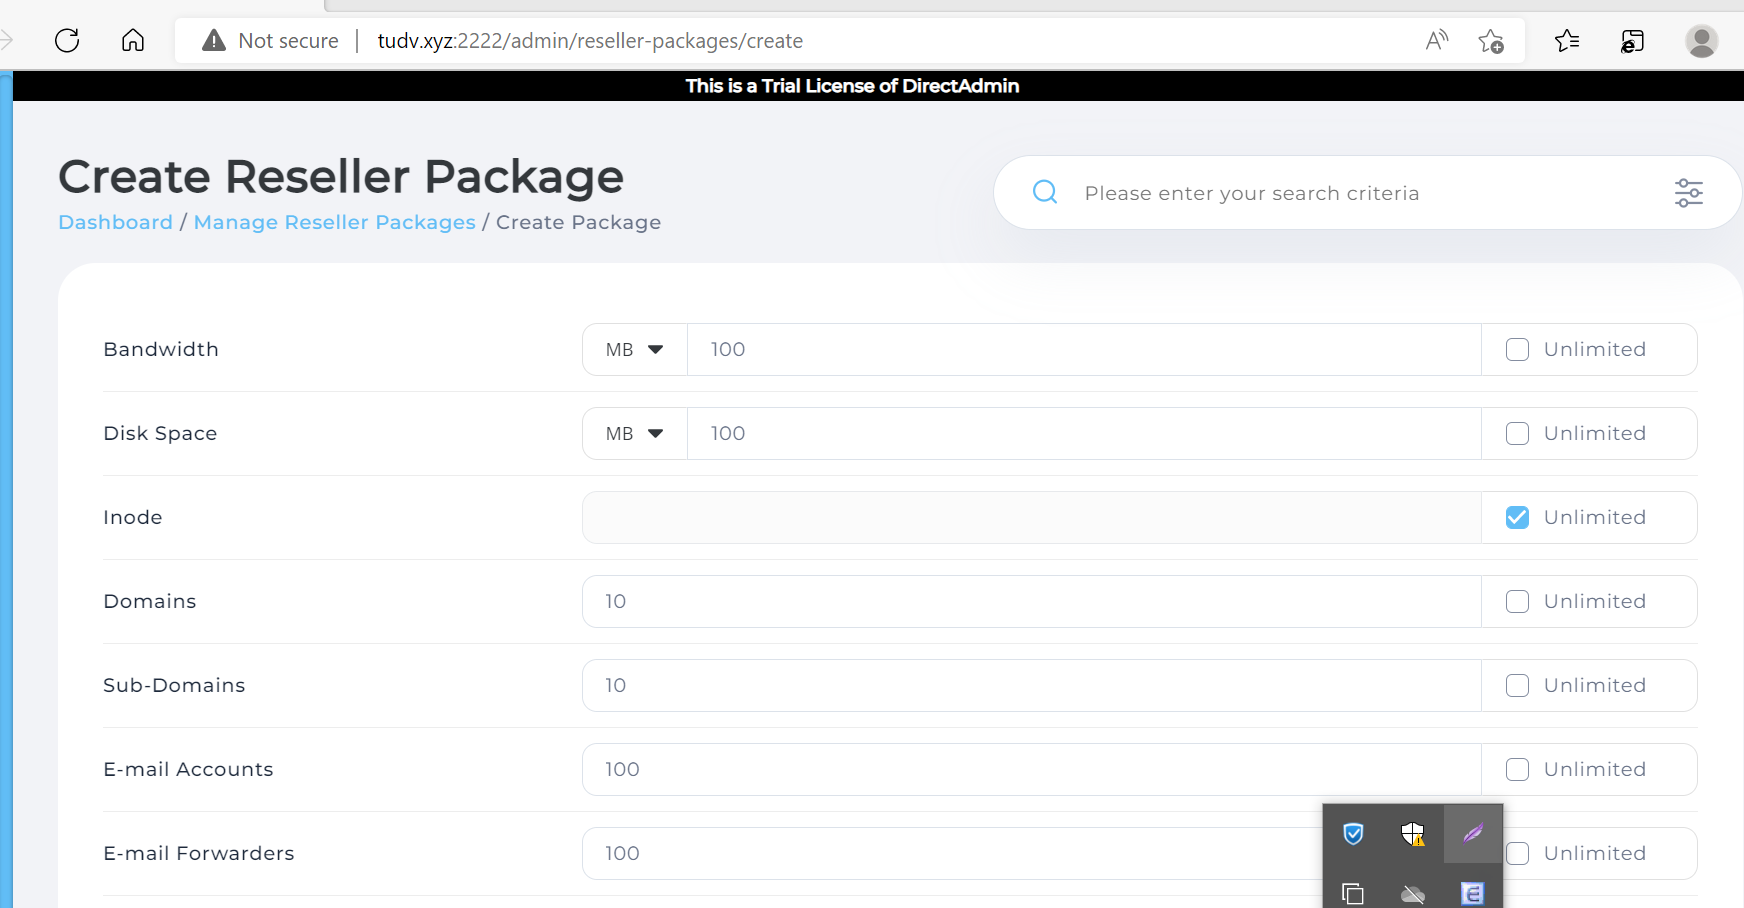 Not secure | tudv.xyz:2222/admin/reseller-packages/create
This is a Trial License of DirectAdmin
Create Reseller Package
Dashboard / Manage Reseller Packages / Create Package
Please enter your search criteria
Bandwidth MB 100 Unlimited
Disk Space MB 100 Unlimited
Inode Unlimited
Domains 10 Unlimited
Sub-Domains 10 Unlimited
E-mail Accounts 100 Unlimited
E-mail Forwarders 100 Unlimited